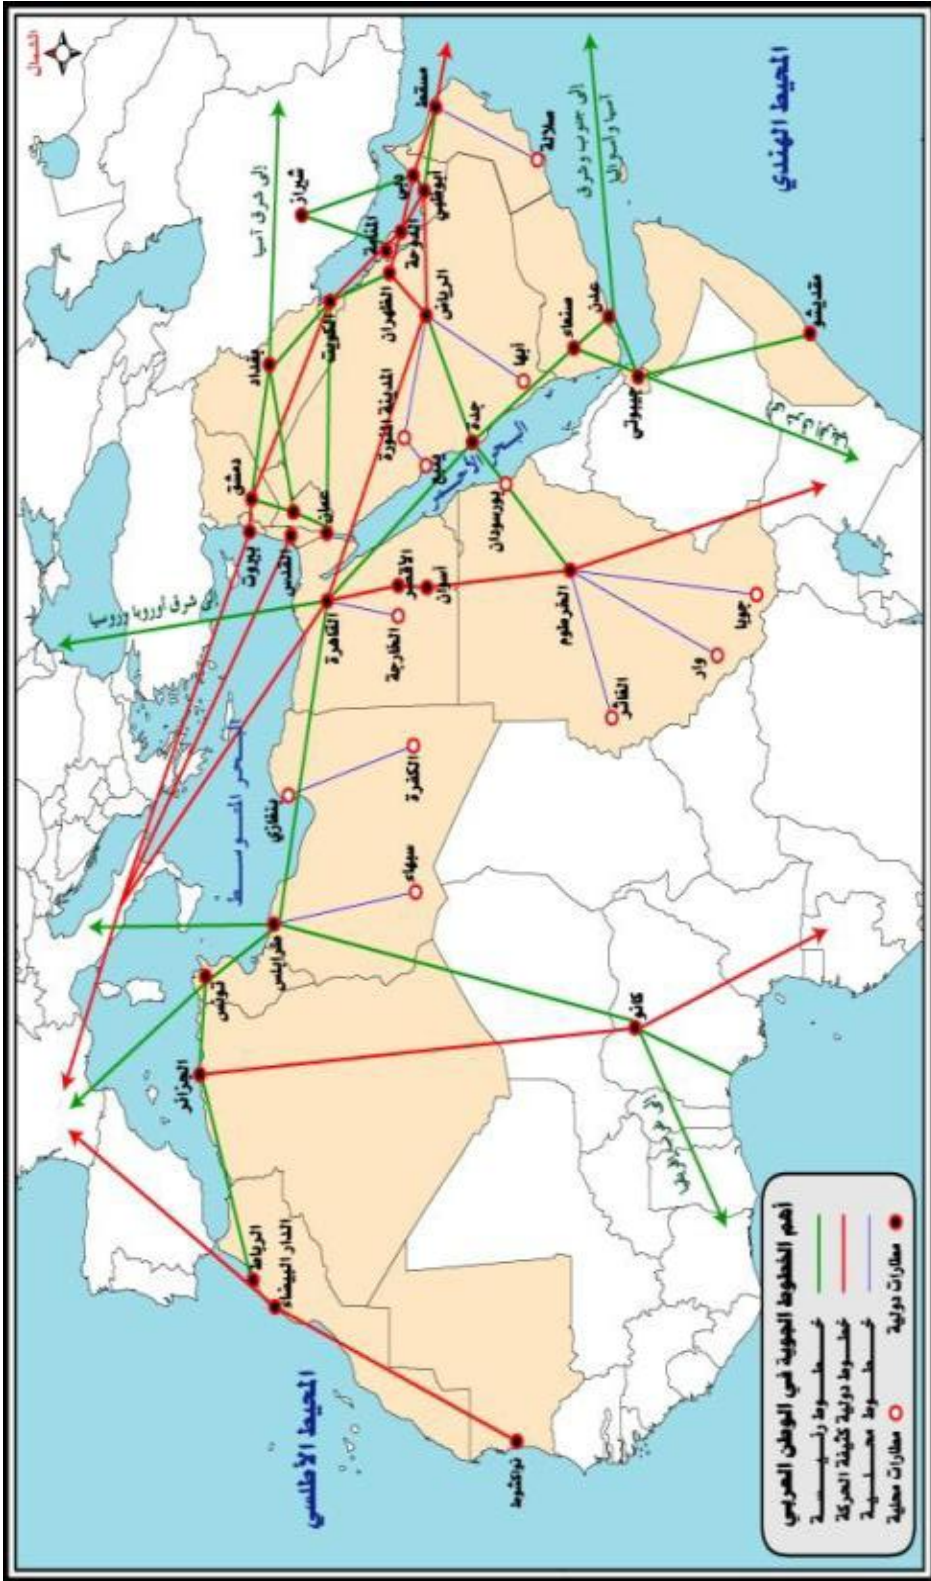 الشمال
المحيط الهندي
المحيط الأطلسي
البحر المتوسط
البحر الأحمر
إلى شرق آسيا
إلى جنوب وشرق
آسيا وأستراليا
إلى شرق أوروبا وروسيا
مسقط
صلالة
دبي
أبوظبي
شيراز
المنامة
الدوحة
الظهران
الرياض
الكويت
بغداد
أبها
عدن
صنعاء
جيبوتي
مقديشو
المدينة المنورة
ينبع
جدة
بورسودان
دمشق
بيروت
عمان
القدس
القاهرة
الأقصر
أسوان
الخارجة
الخرطوم
جوبا
واو
الفاشر
الكفرة
بنغازي
سبهاء
طرابلس
تونس
الجزائر
كانو
الرباط
الدار البيضاء
نواكشوط
أهم الخطوط الجوية في الوطن العربي
خطوط رئيسة
خطوط دولية كثيفة الحركة
خطوط محلية
مطارات محلية
مطارات دولية